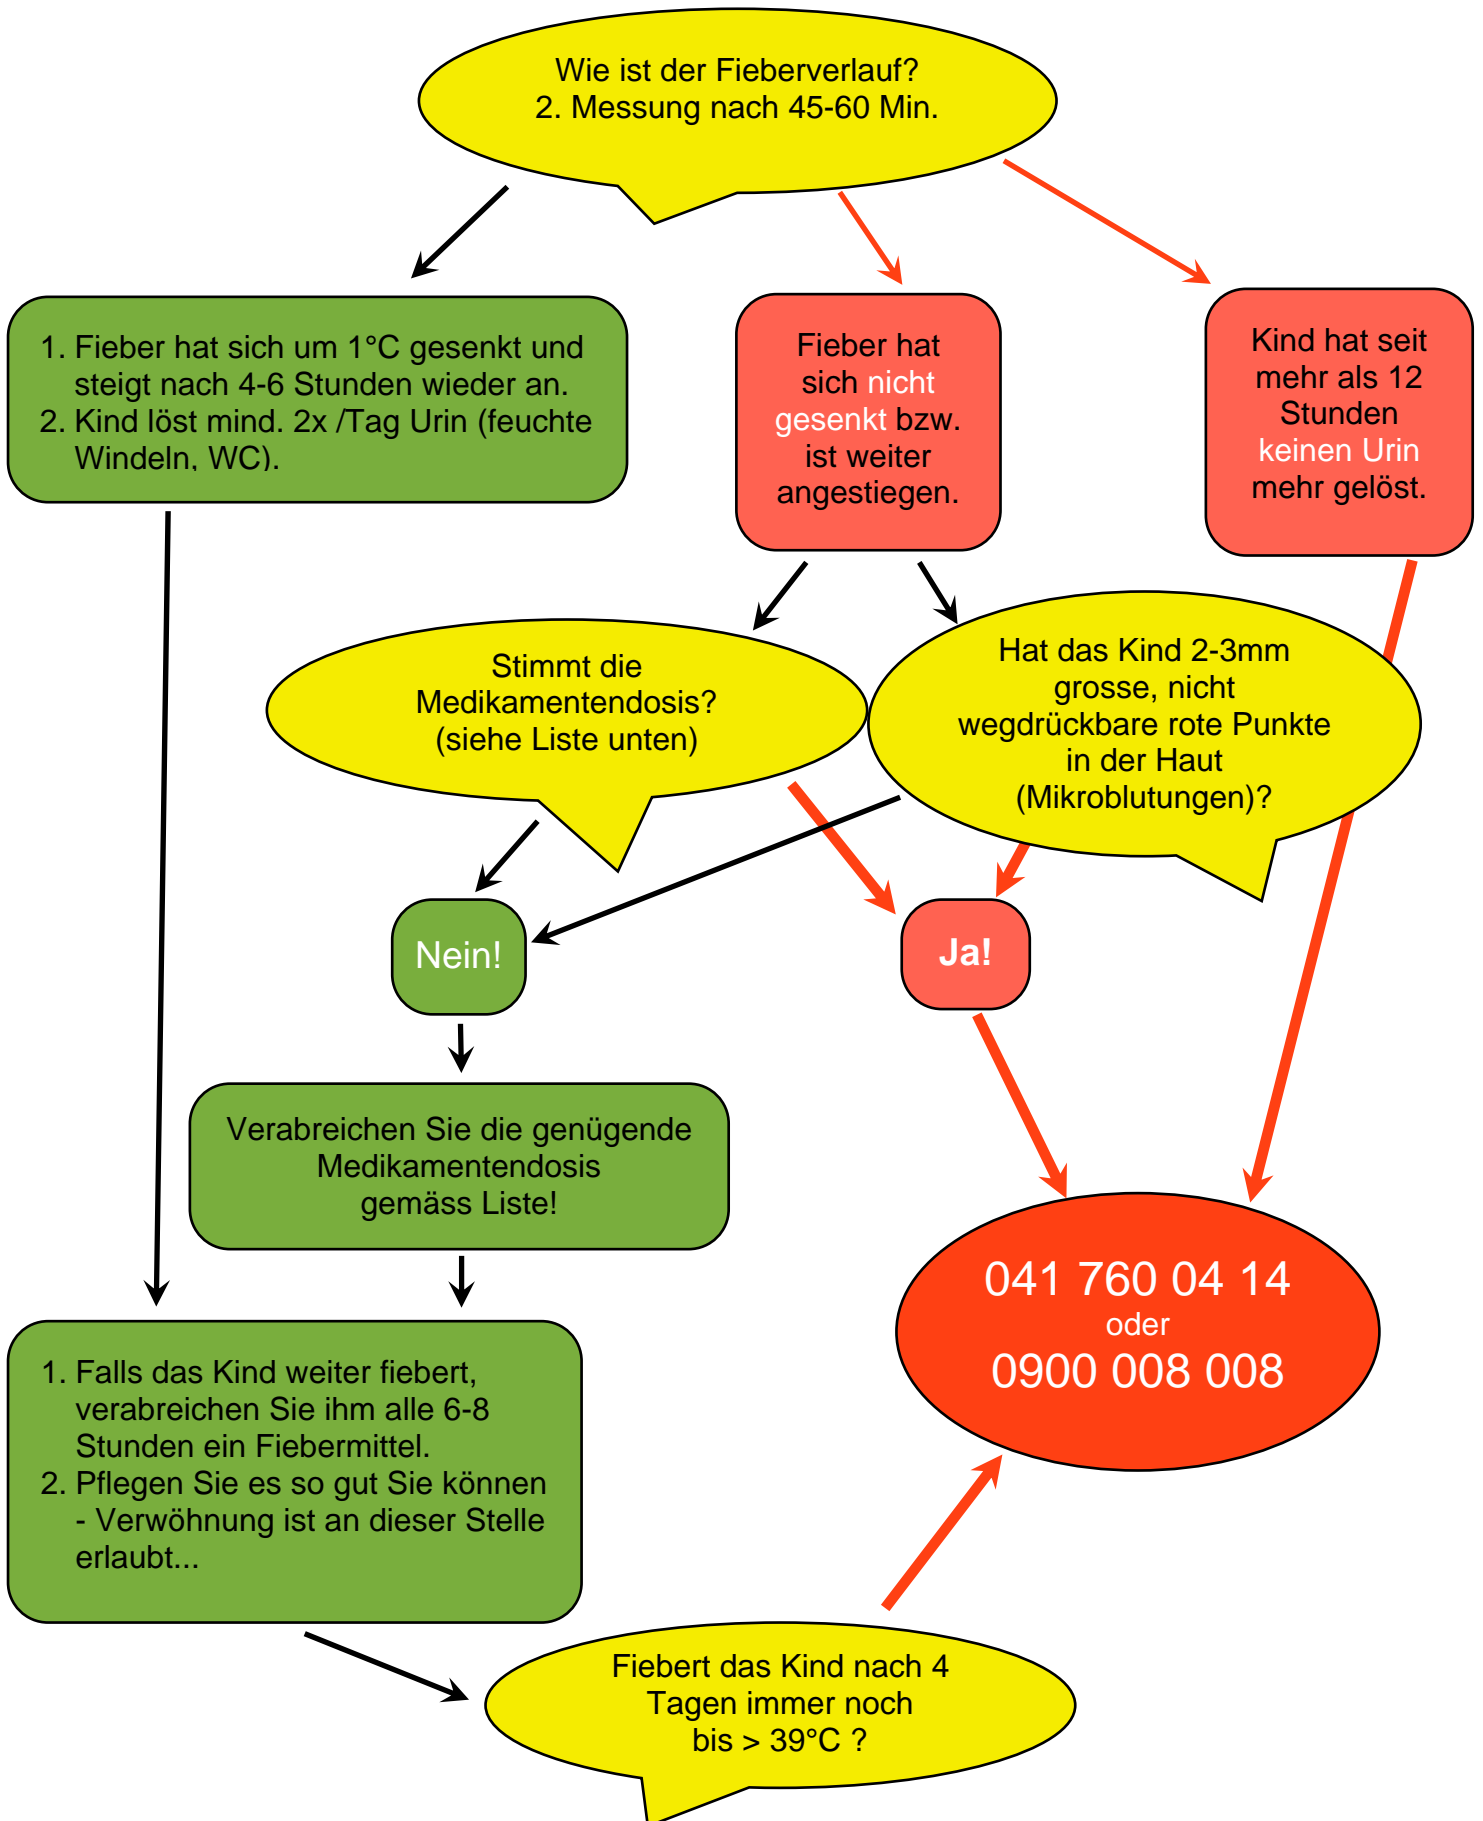 Wie ist der Fieberverlauf?
2. Messung nach 45-60 Min.
1. Fieber hat sich um 1°C gesenkt und
steigt nach 4-6 Stunden wieder an.
2. Kind löst mind. 2x /Tag Urin (feuchte
Windeln, WC).
Fieber hat
sich nicht
gesenkt bzw.
ist weiter
angestiegen.
Kind hat seit
mehr als 12
Stunden
keinen Urin
mehr gelöst.
Stimmt die
Medikamentendosis?
(siehe Liste unten)
Hat das Kind 2-3mm
grosse, nicht
wegdrückbare rote Punkte
in der Haut
(Mikroblutungen)?
Nein!
Ja!
Verabreichen Sie die genügende
Medikamentendosis
gemäss Liste!
041 760 04 14
oder
0900 008 008
1. Falls das Kind weiter fiebert,
verabreichen Sie ihm alle 6-8
Stunden ein Fiebermittel.
2. Pflegen Sie es so gut Sie können
- Verwöhnung ist an dieser Stelle
erlaubt...
Fiebert das Kind nach 4
Tagen immer noch
bis > 39°C ?